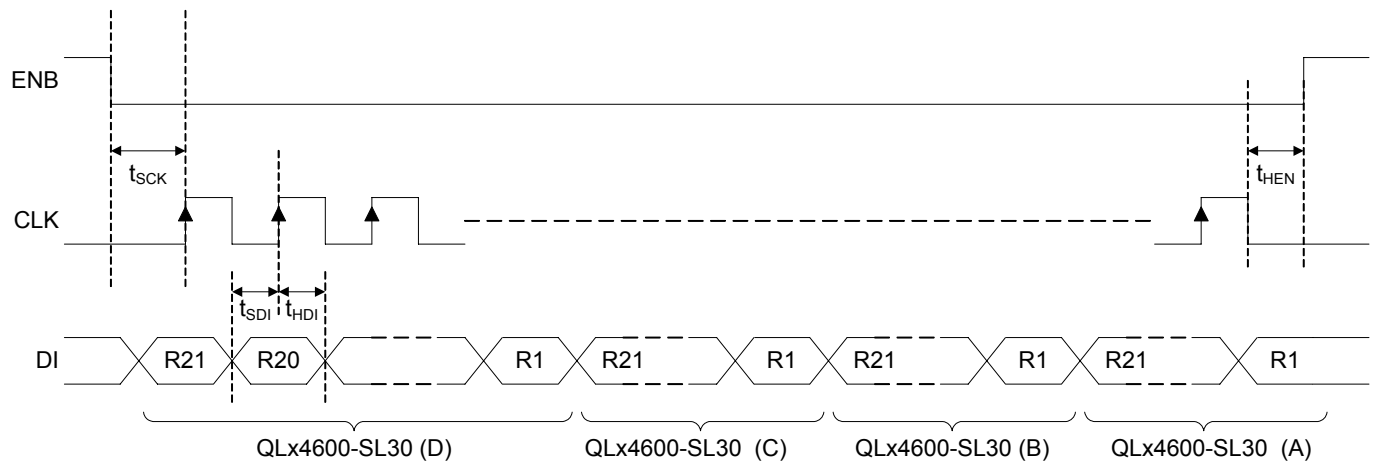 ENB
tSCK
tHEN
CLK
tSDI tHDI
DI R21 R20 R1 R21 R1 R21 R1 R21 R1
QLx4600-SL30 (D) QLx4600-SL30 (C) QLx4600-SL30 (B) QLx4600-SL30 (A)